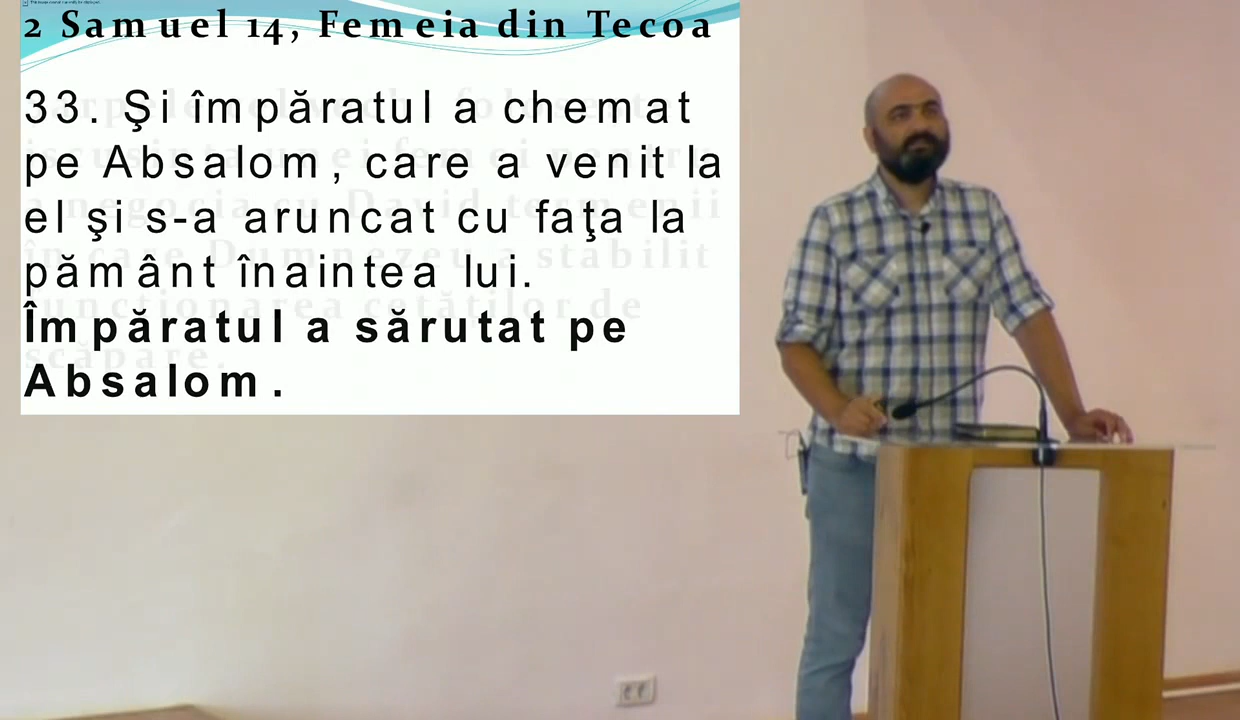 2 Samuel 14, Femeia din Tecoa
33. Şi împăratul a chemat
pe Absalom, care a venit la
el şi s-a aruncat cu faţa la
pământ înaintea lui.
Împăratul a sărutat pe
Absalom.